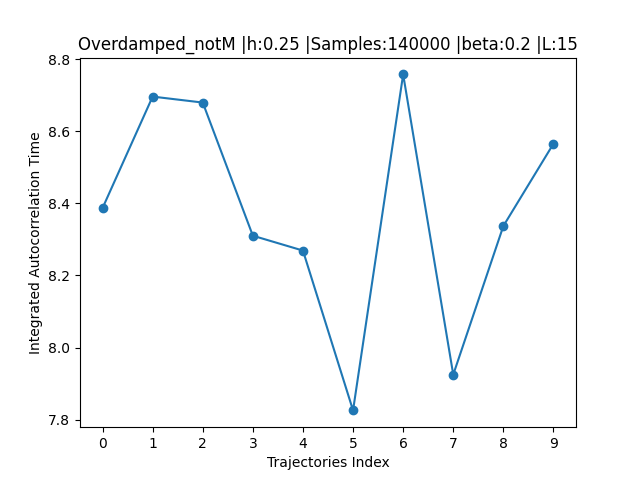 Overdamped_notM |h:0.25 |Samples:140000 |beta:0.2 |L:15
Integrated Autocorrelation Time
8.8
8.6
8.4
8.2
8.0
7.8
0 1 2 3 4 5 6 7 8 9
Trajectories Index